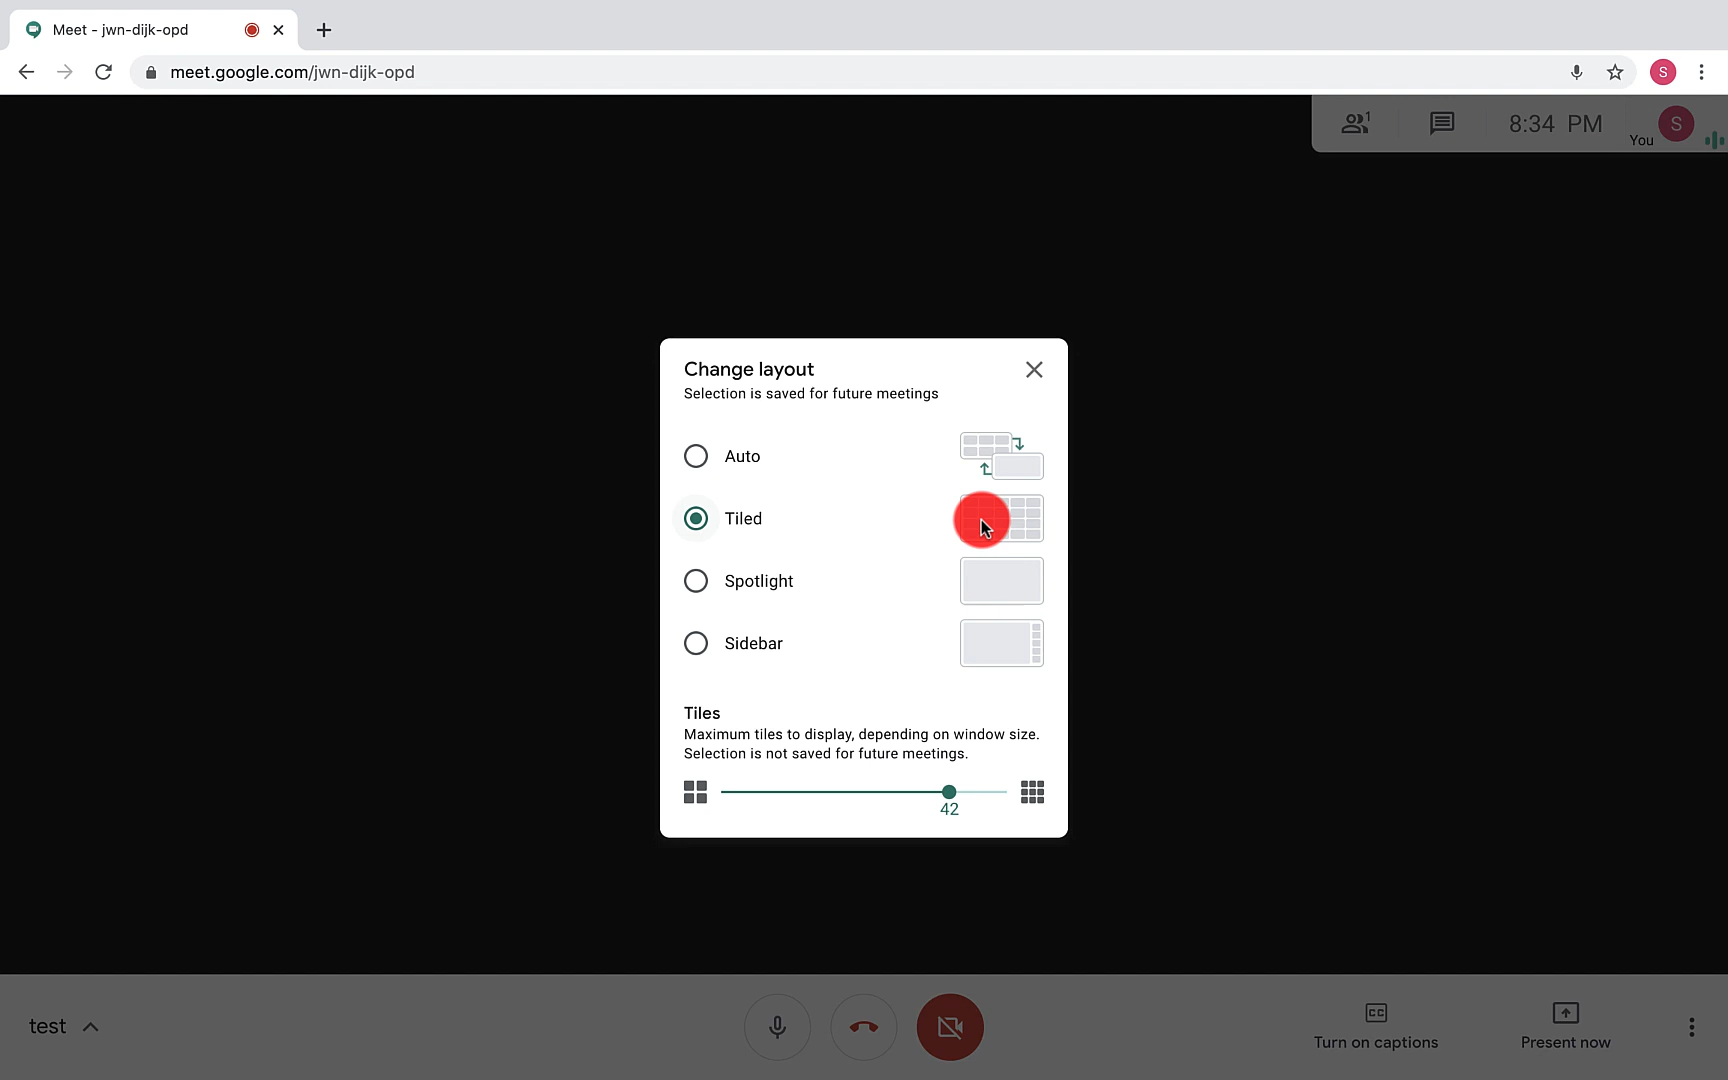 Meet - jwn-dijk-opd
meet.google.com/jwn-dijk-opd
S
1
8:34 PM
You
S
Change layout
Selection is saved for future meetings
Auto
Tiled
Spotlight
Sidebar
Tiles
Maximum tiles to display, depending on window size.
Selection is not saved for future meetings.
42
test
CC
Turn on captions
Present now